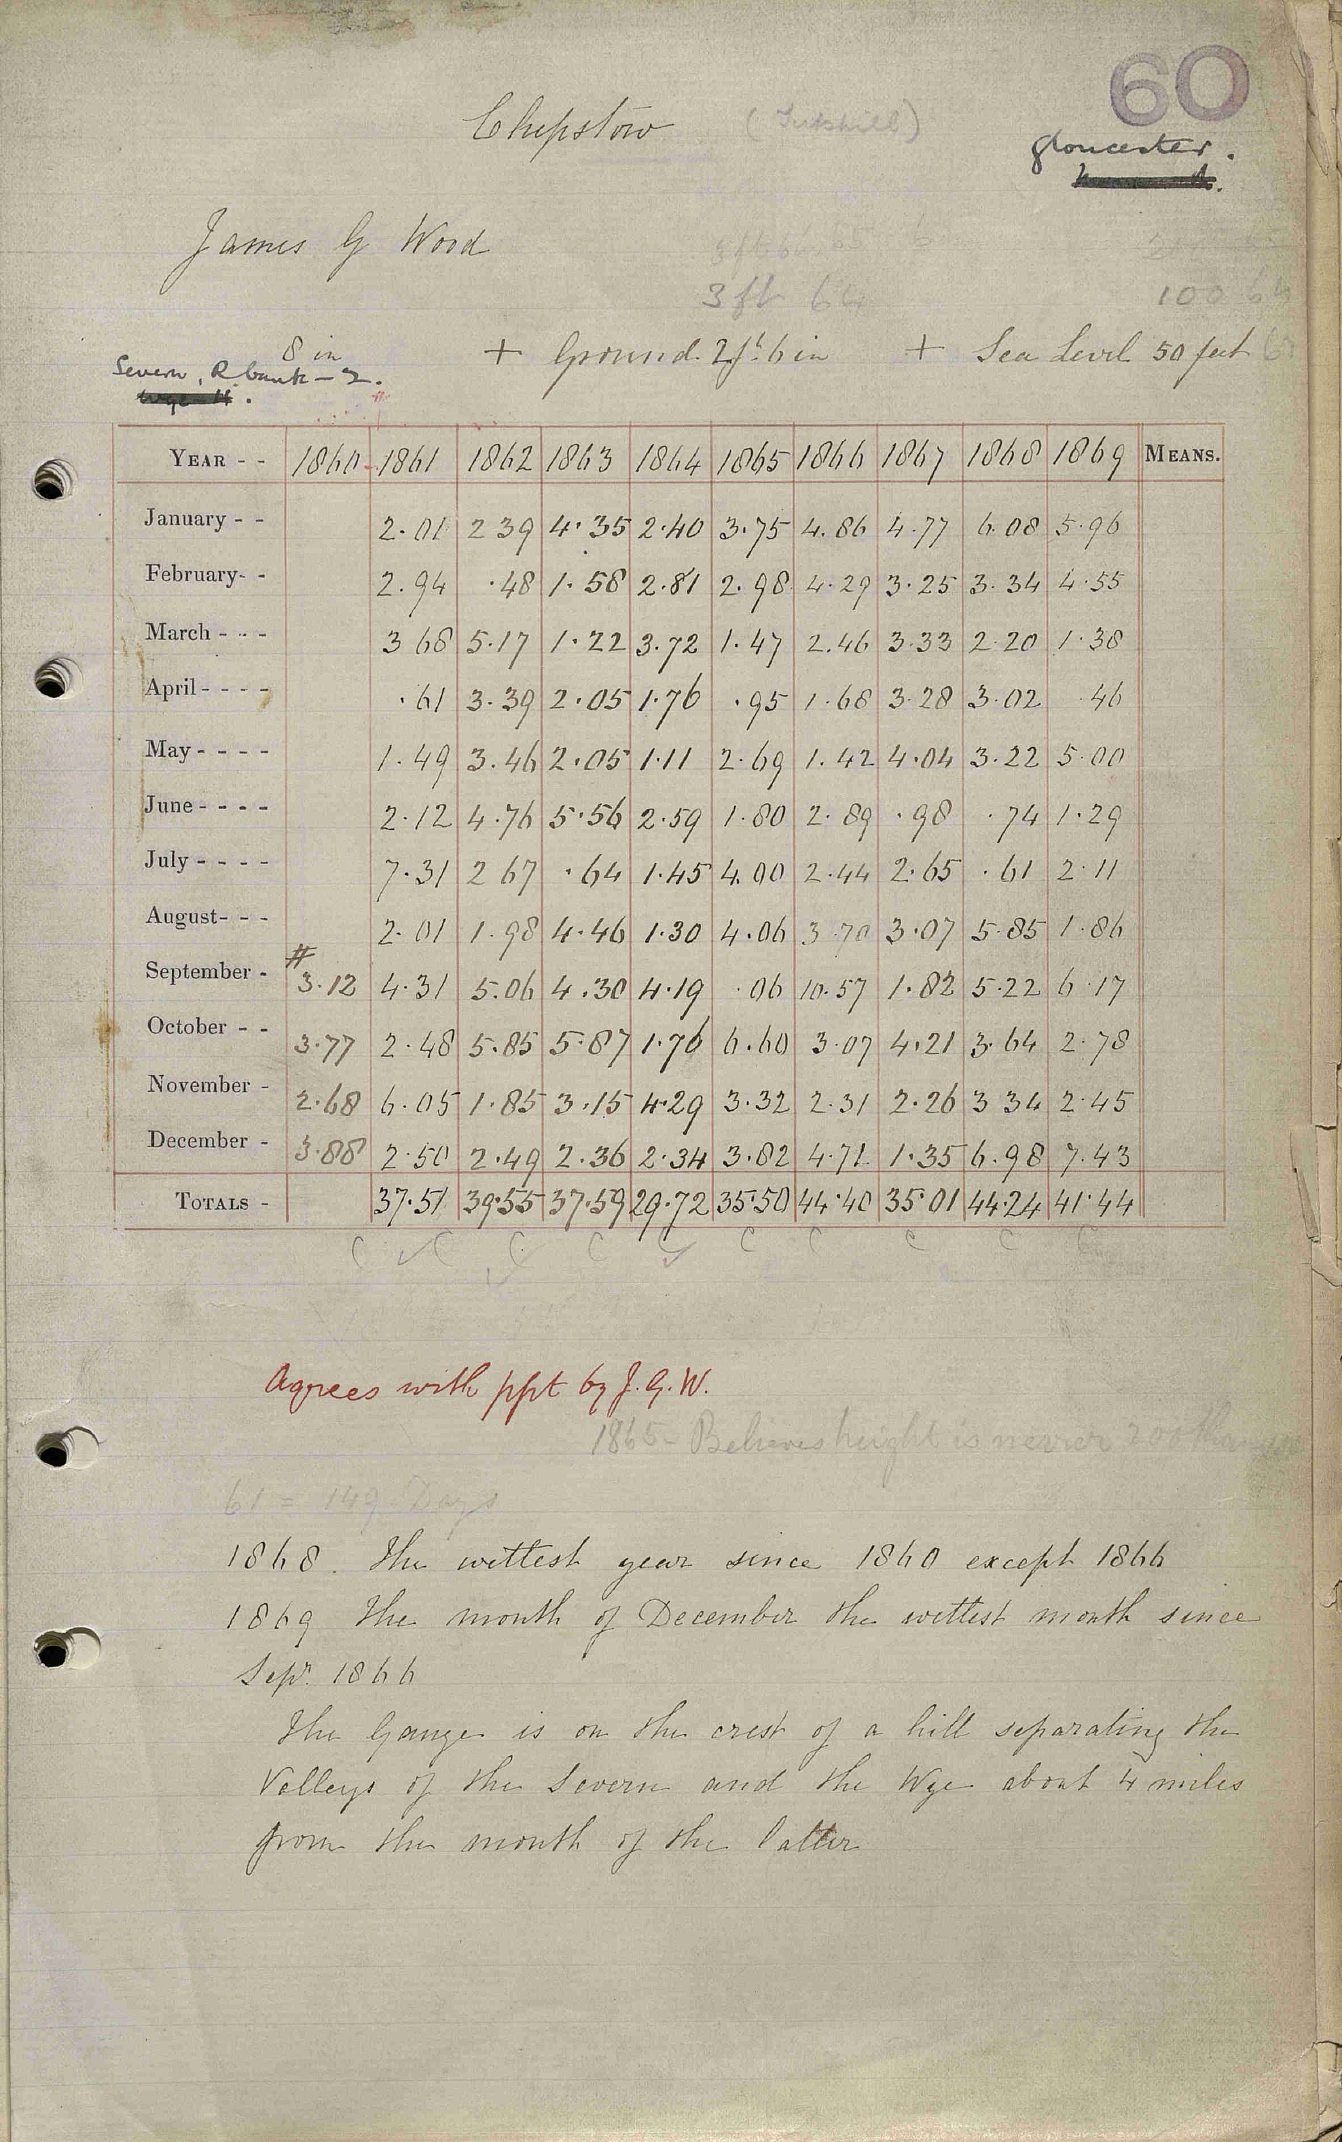 60
Chepstow (Tutshill)
Gloucester.
James G Wood
3 ft 64 100 64
8 in + Ground 2ft. 6 in + Sea Level 50 feet
Severn, R bank - 2.
YEAR - - 1860 1861 1862 1863 1864 1865 1866 1867 1868 1869 MEANS.
January - - 2.01 2 39 4.35 2.40 3.75 4.86 4.77 6.08 5.96
February- - 2.94 .48 1.58 2.81 2.98 4.29 3.25 3.34 4.55
March - - - 3 68 5.17 1.22 3.72 1.47 2.46 3.33 2.20 1.38
April - - - - .61 3.39 2.05 1.76 .95 1.68 3.28 3.02 .46
May - - - - 1.49 3.46 2.05 1.11 2.69 1.42 4.04 3.22 5.00
June - - - - 2.12 4.76 5.56 2.59 1.80 2.89 .98 .74 1.29
July - - - - 7.31 2 67 .64 1.45 4.00 2.44 2.65 .61 2.11
August- - - 2.01 1.98 4.46 1.30 4.06 3.70 3.07 5.85 1.86
#
September - 3.12 4.31 5.06 4.30 4.19 .06 10.57 1.82 5.22 6.17
October - - 3.77 2.48 5.85 5.87 1.76 6.60 3.07 4.21 3.64 2.78
November - 2.68 6.05 1.85 3.15 4.29 3.32 2.31 2.26 3 34 2.45
December - 3.88 2.50 2.49 2.36 2.34 3.82 4.71 1.35 6.98 7.43
TOTALS - 37.51 39.55 37.59 29.72 35.50 44.40 35.01 44.24 41.44
C C C C C C C C C
Agrees with ppt by J. G. W.
1865 - Believes height is nearer 200 than
61 = 149 Days
1868. The wettest year since 1860 except 1866
1869 The month of December the wettest month since
Sepr. 1866
The Gauge is on the crest of a hill separating the
Valleys of the Severn and the Wye about 4 miles
from the mouth of the latter